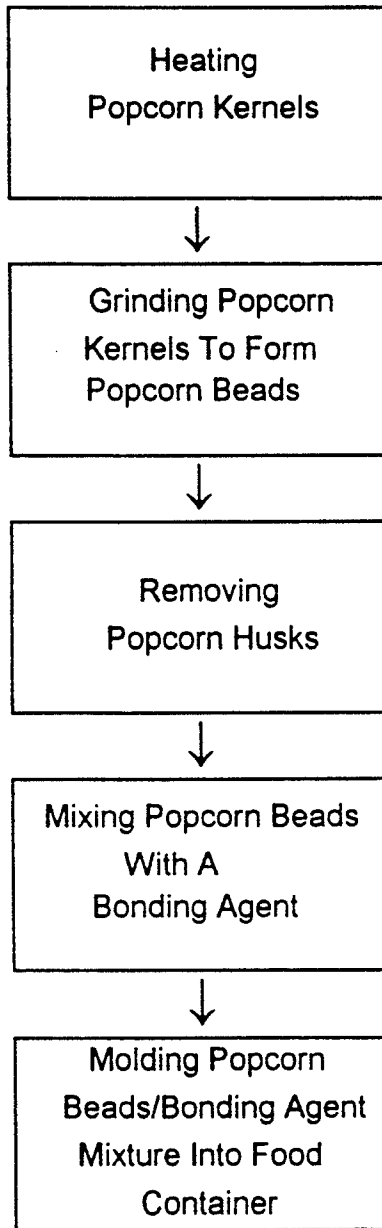 Heating
Popcorn Kernels
Grinding Popcorn
Kernels To Form
Popcorn Beads
Removing
Popcorn Husks
Mixing Popcorn Beads
With A
Bonding Agent
Molding Popcorn
Beads/Bonding Agent
Mixture Into Food
Container